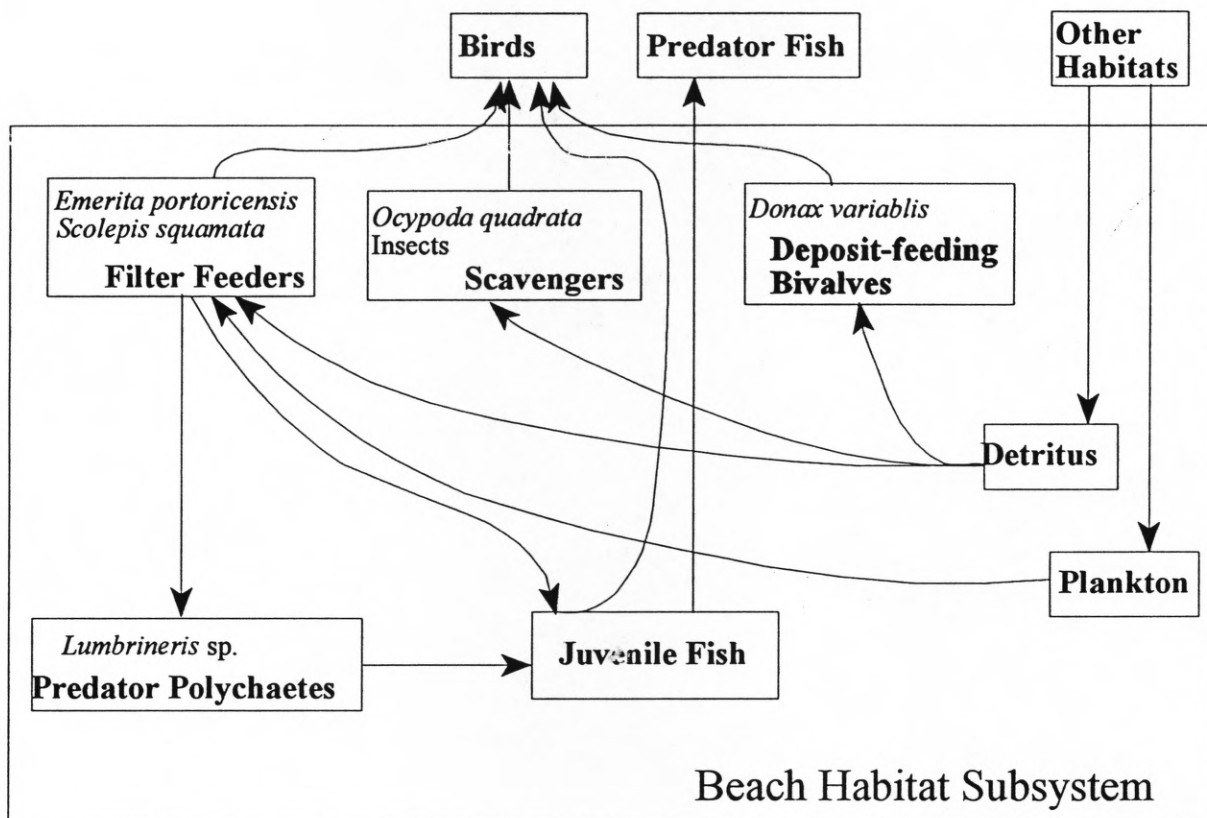 Birds
Predator Fish
Other
Habitats
Emerita portoricensis
Scolepis squamata
Filter Feeders
Ocypoda quadrata
Insects
Scavengers
Donax variablis
Deposit-feeding
Bivalves
Detritus
Plankton
Lumbrineris sp.
Predator Polychaetes
Juvenile Fish
Beach Habitat Subsystem